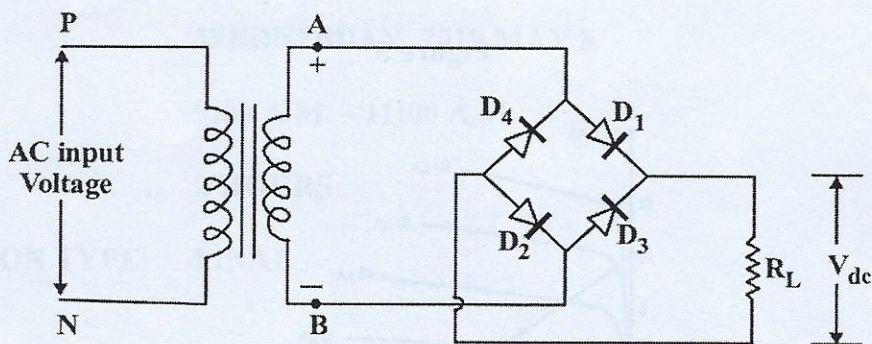 P
A
+
D4
D1
AC input
Voltage
D2
D3
RL
Vdc
−
N
B